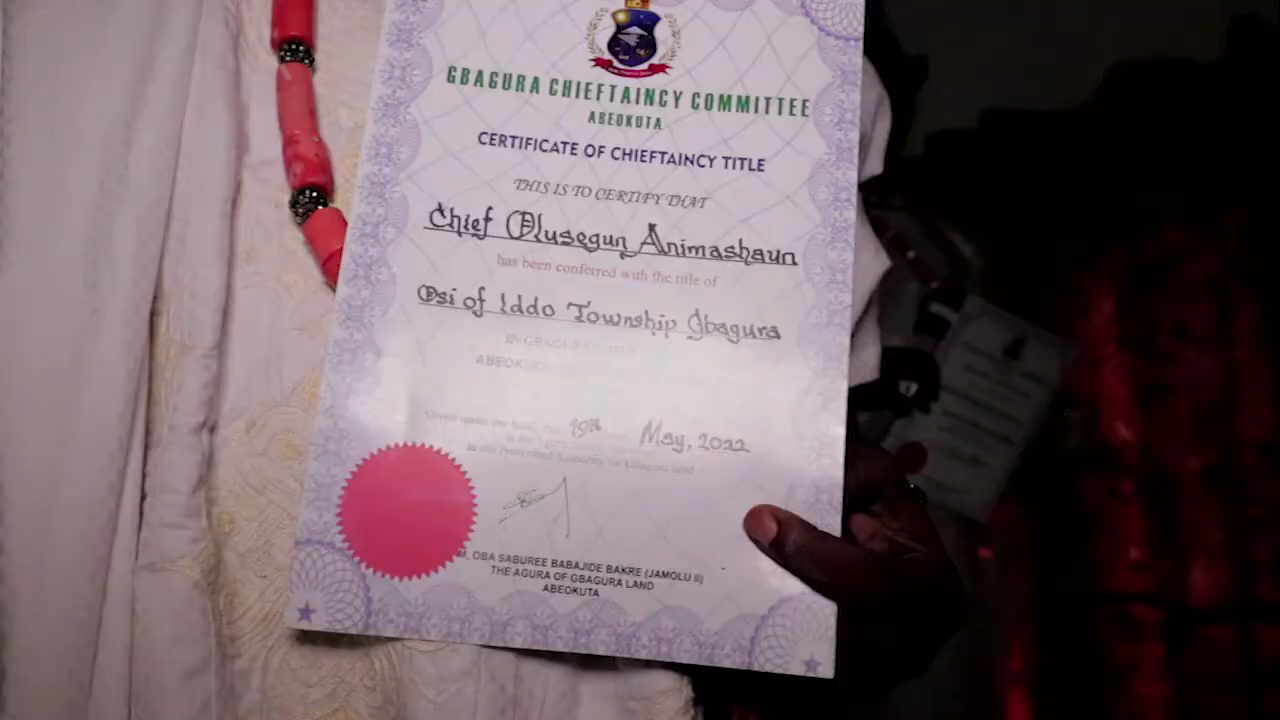 GBAGURA CHIEFTAINCY COMMITTEE
ABEOKUTA
CERTIFICATE OF CHIEFTAINCY TITLE
THIS IS TO CERTIFY THAT
Chief Olusegun Animashaun
has been conferred with the title of
Osi of Iddo Township Gbagura
19th May, 2022
OBA SABUREE BABAJIDE BAKRE (JAMOLU II)
THE AGURA OF GBAGURA LAND
ABEOKUTA